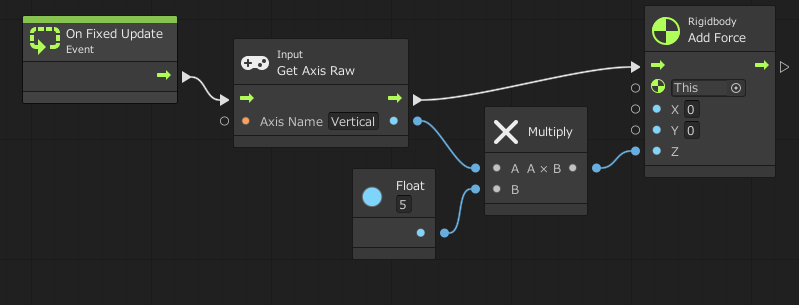 On Fixed Update
Event
Input
Get Axis Raw
Axis Name Vertical
Float
5
Multiply
A A × B
B
Rigidbody
Add Force
This
X 0
Y 0
Z